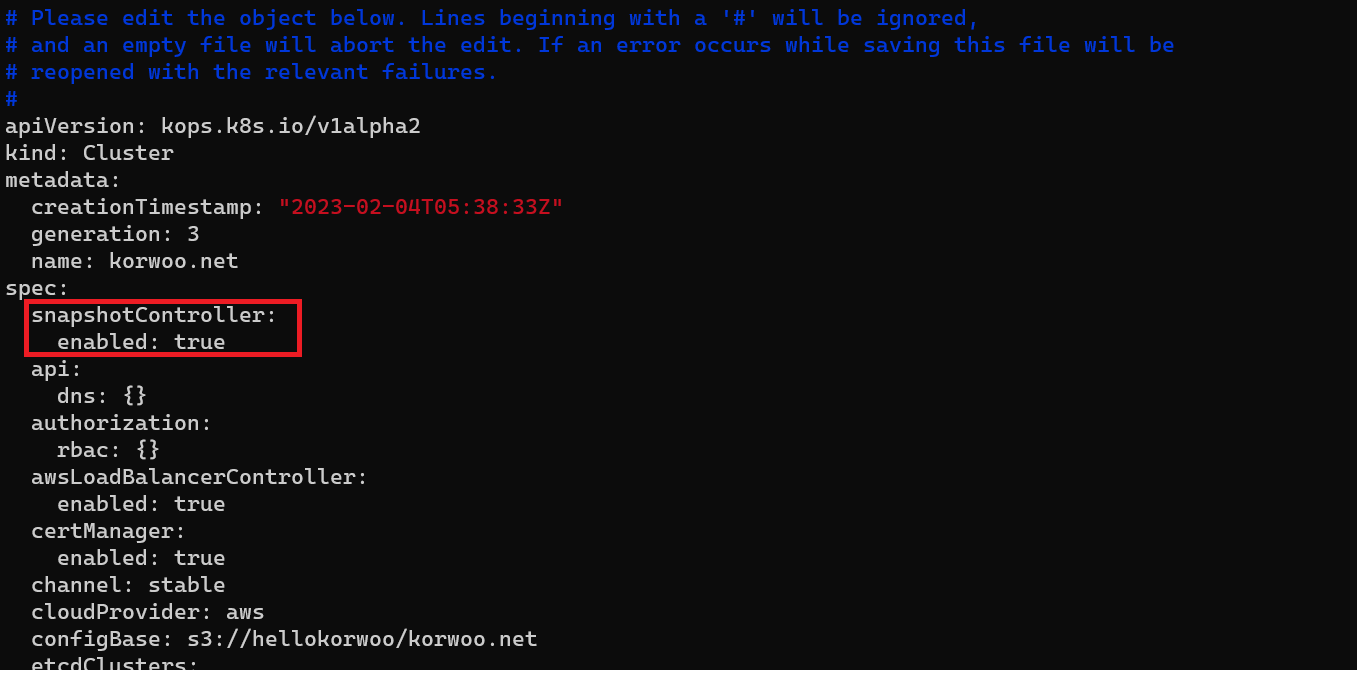 # Please edit the object below. Lines beginning with a '#' will be ignored,
# and an empty file will abort the edit. If an error occurs while saving this file will be
# reopened with the relevant failures.
#
apiVersion: kops.k8s.io/v1alpha2
kind: Cluster
metadata:
  creationTimestamp: "2023-02-04T05:38:33Z"
  generation: 3
  name: korwoo.net
spec:
  snapshotController:
    enabled: true
  api:
    dns: {}
  authorization:
    rbac: {}
  awsLoadBalancerController:
    enabled: true
  certManager:
    enabled: true
  channel: stable
  cloudProvider: aws
  configBase: s3://hellokorwoo/korwoo.net
  etcdClusters: